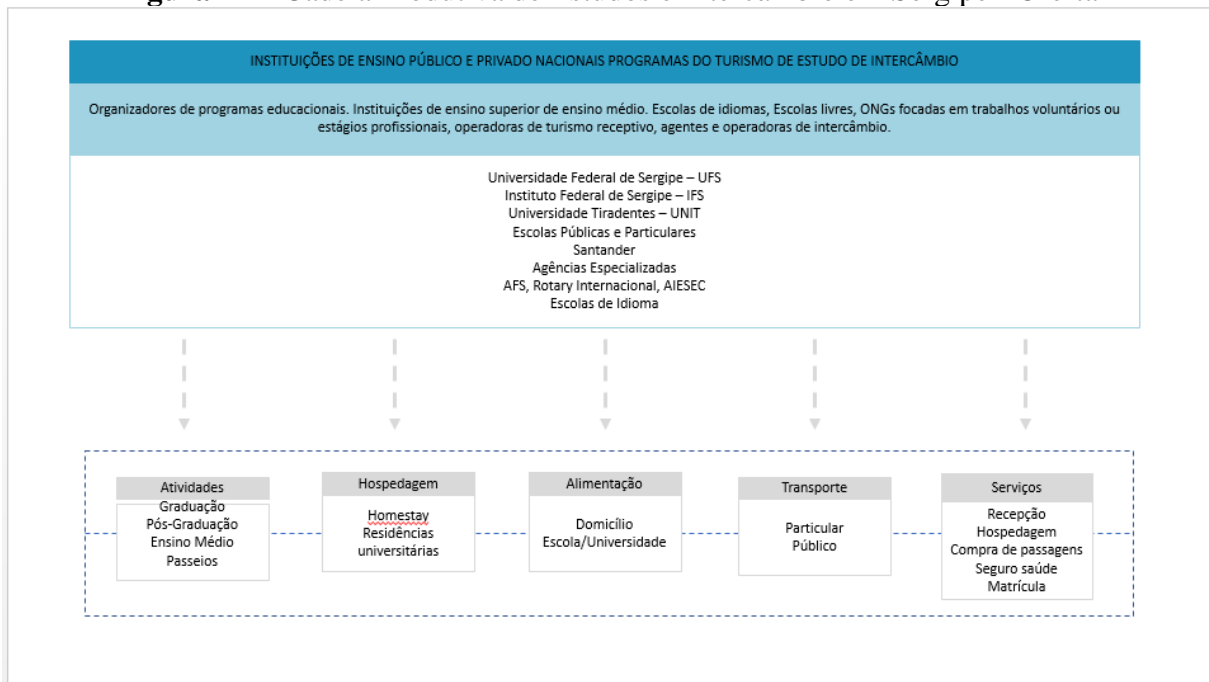 INSTITUIÇÕES DE ENSINO PÚBLICO E PRIVADO NACIONAIS PROGRAMAS DO TURISMO DE ESTUDO DE INTERCÂMBIO
Organizadores de programas educacionais. Instituições de ensino superior de ensino médio. Escolas de idiomas, Escolas livres, ONGs focadas em trabalhos voluntários ou
estágios profissionais, operadoras de turismo receptivo, agentes e operadoras de intercâmbio.
Universidade Federal de Sergipe – UFS
Instituto Federal de Sergipe – IFS
Universidade Tiradentes – UNIT
Escolas Públicas e Particulares
Santander
Agências Especializadas
AFS, Rotary Internacional, AIESEC
Escolas de Idioma
Atividades
Graduação
Pós-Graduação
Ensino Médio
Passeios
Hospedagem
Homestay
Residências
universitárias
Alimentação
Domicílio
Escola/Universidade
Transporte
Particular
Público
Serviços
Recepção
Hospedagem
Compra de passagens
Seguro saúde
Matrícula